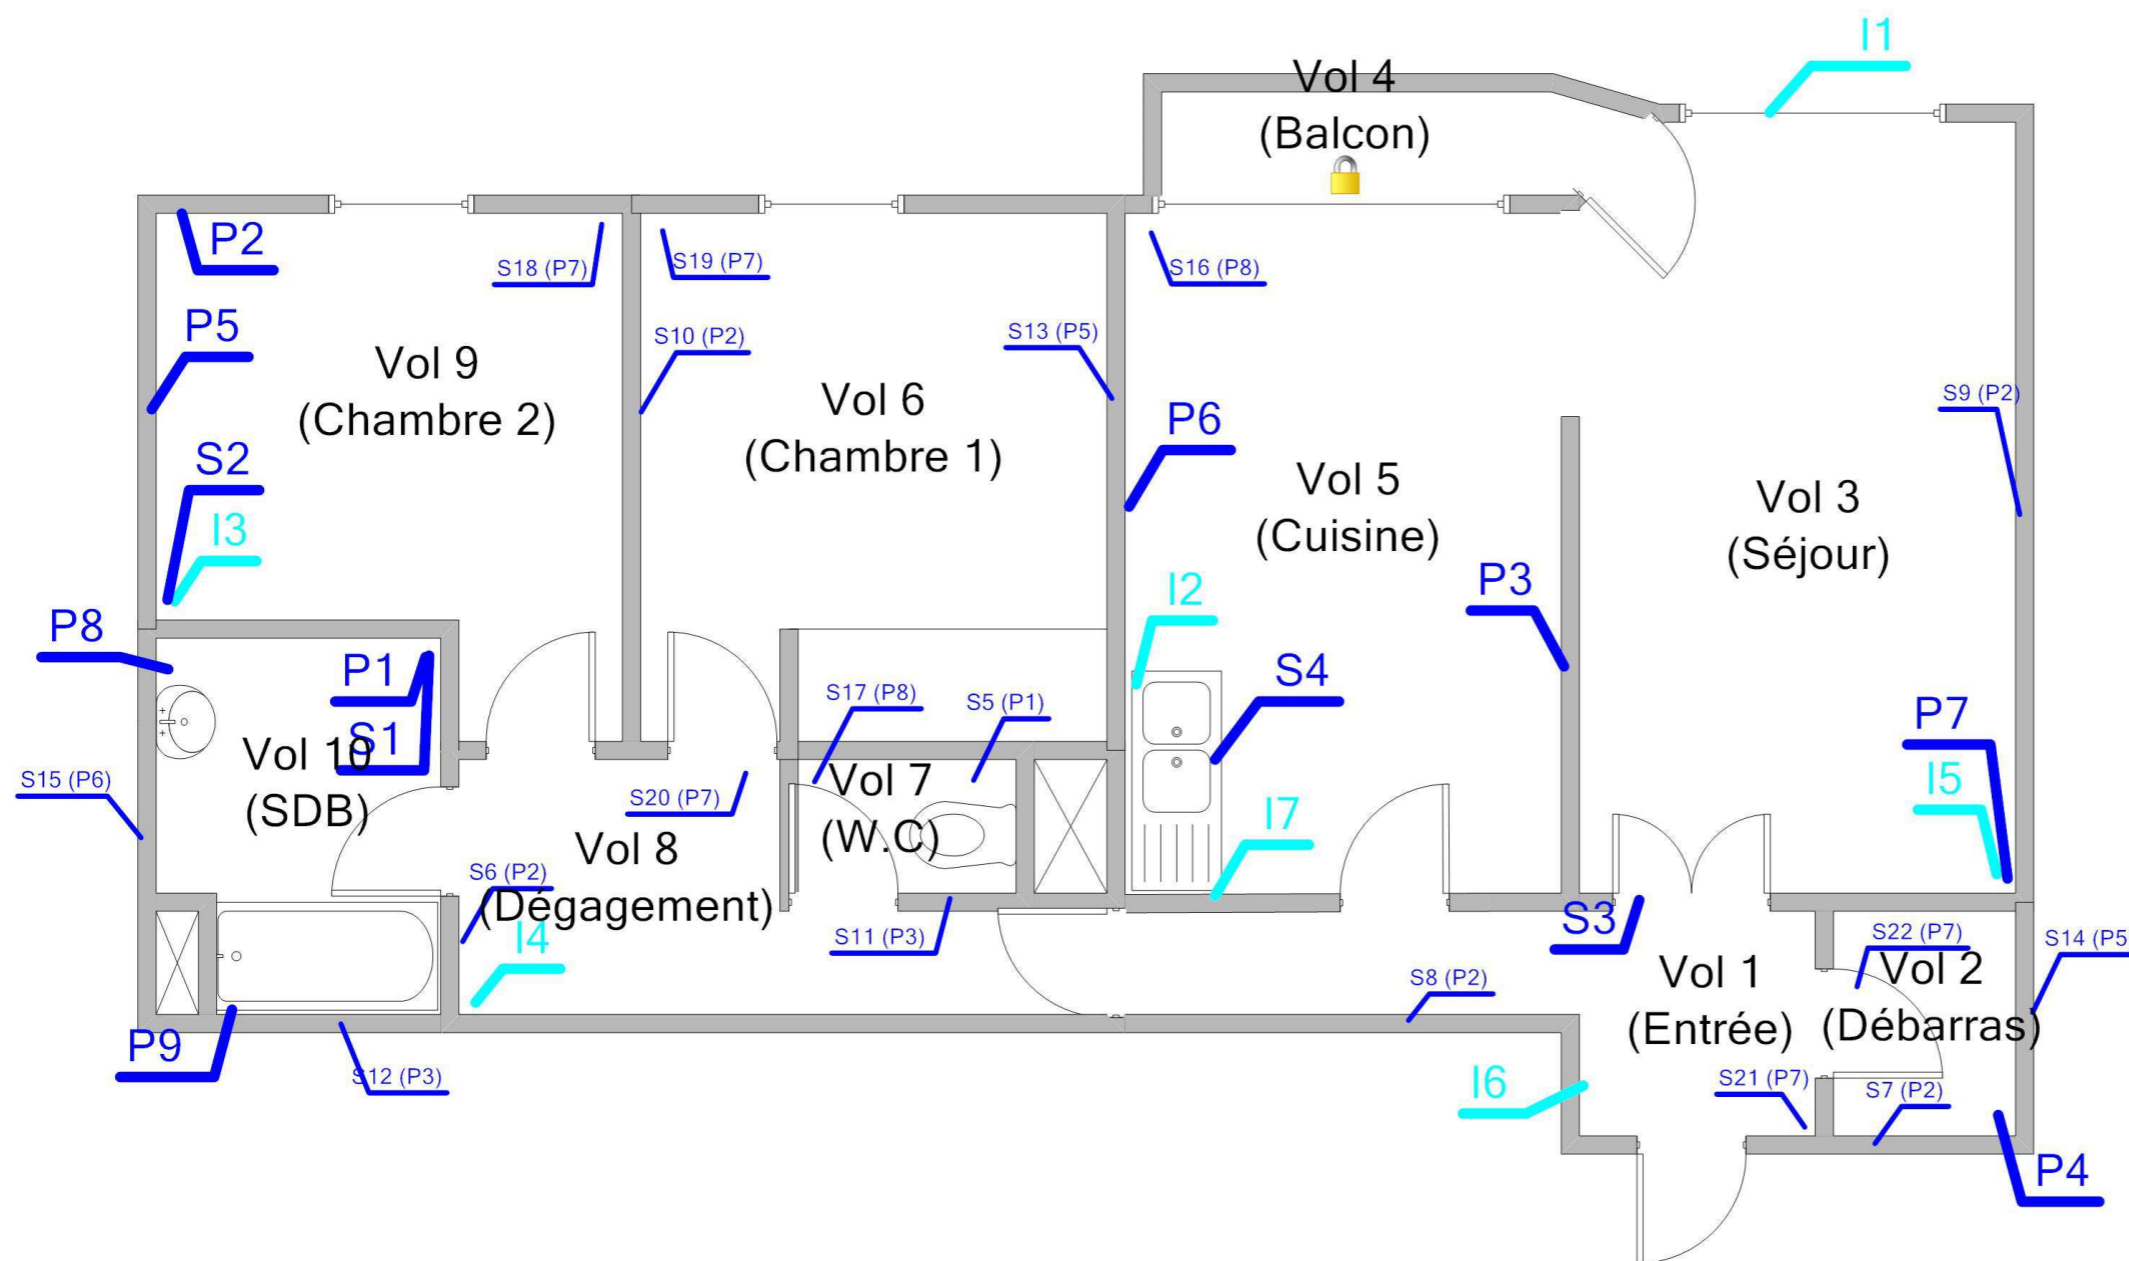 I1
Vol 4
(Balcon)
P2
S18 (P7)
S19 (P7)
S16 (P8)
P5
S10 (P2)
S13 (P5)
Vol 9
(Chambre 2)
Vol 6
(Chambre 1)
P6
S9 (P2)
S2
I3
Vol 5
(Cuisine)
Vol 3
(Séjour)
P8
I2
P3
P1
S17 (P8)
S5 (P1)
S4
S1
Vol 10
(SDB)
P7
S15 (P6)
S20 (P7)
Vol 7
(W.C)
I5
I7
Vol 8
(Dégagement)
S6 (P2)
I4
S11 (P3)
S3
S22 (P7)
S14 (P5
Vol 1
(Entrée)
Vol 2
(Débarras)
S8 (P2)
P9
S12 (P3)
I6
S21 (P7)
S7 (P2)
P4